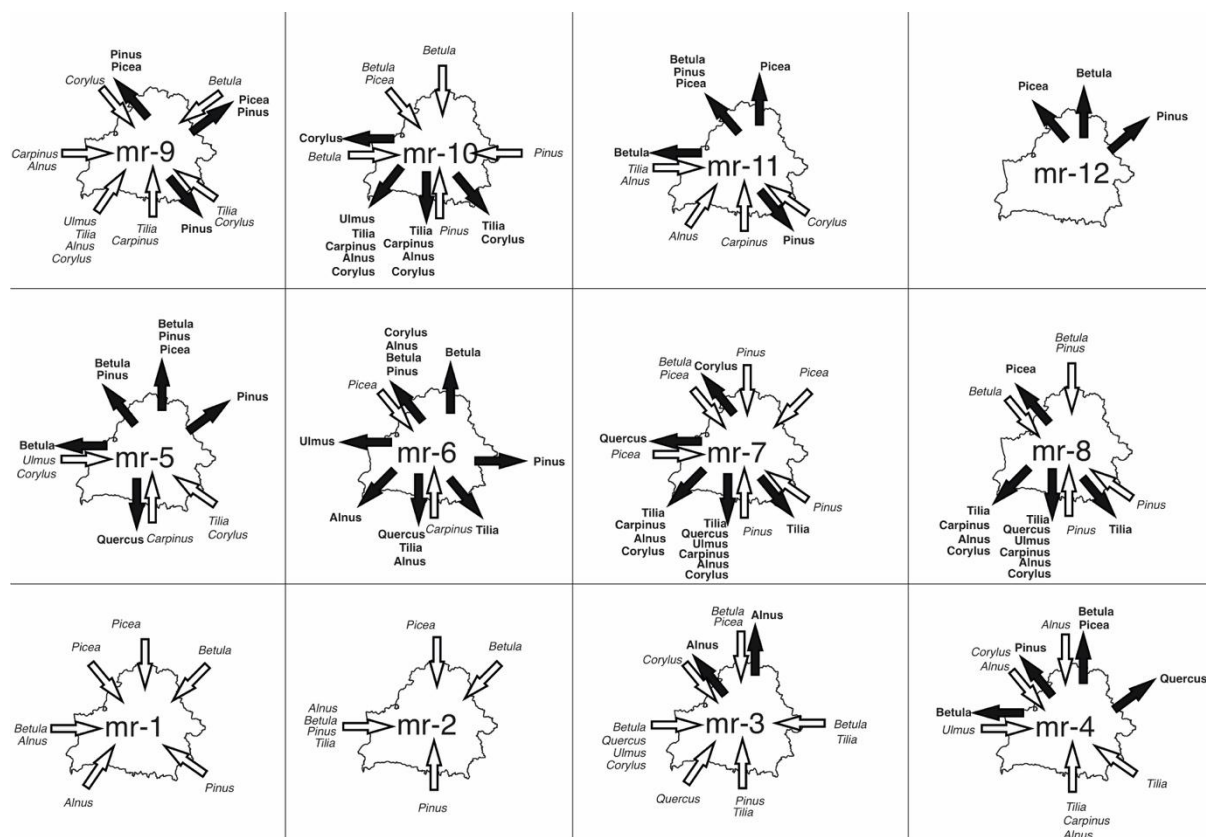 Pinus
Picea
Corylus
Betula
Picea
Pinus
Carpinus
Alnus
mr-9
Ulmus
Tilia
Alnus
Corylus
Tilia
Carpinus
Pinus
Tilia
Corylus
Betula
Betula
Picea
Corylus
Betula
mr-10
Pinus
Ulmus
Tilia
Carpinus
Alnus
Corylus
Tilia
Carpinus
Alnus
Corylus
Pinus
Tilia
Corylus
Betula
Pinus
Picea
Picea
Betula
Tilia
Alnus
mr-11
Alnus
Carpinus
Pinus
Corylus
Picea
Betula
Pinus
mr-12
Betula
Pinus
Picea
Betula
Pinus
Pinus
Betula
Ulmus
Corylus
mr-5
Quercus
Carpinus
Tilia
Corylus
Corylus
Alnus
Betula
Pinus
Picea
Betula
Ulmus
mr-6
Pinus
Alnus
Quercus
Tilia
Alnus
Carpinus
Tilia
Betula
Picea
Corylus
Pinus
Picea
Quercus
Picea
mr-7
Tilia
Carpinus
Alnus
Corylus
Tilia
Quercus
Ulmus
Carpinus
Alnus
Corylus
Pinus
Tilia
Pinus
Betula
Pinus
Picea
Betula
mr-8
Tilia
Carpinus
Alnus
Corylus
Tilia
Quercus
Ulmus
Carpinus
Alnus
Corylus
Pinus
Tilia
Pinus
Picea
Picea
Betula
Betula
Alnus
mr-1
Alnus
Pinus
Picea
Betula
Alnus
Betula
Pinus
Tilia
mr-2
Pinus
Betula
Picea
Alnus
Alnus
Corylus
Betula
Quercus
Ulmus
Corylus
mr-3
Betula
Tilia
Quercus
Pinus
Tilia
Betula
Picea
Alnus
Pinus
Corylus
Alnus
Quercus
Betula
Ulmus
mr-4
Tilia
Tilia
Carpinus
Alnus